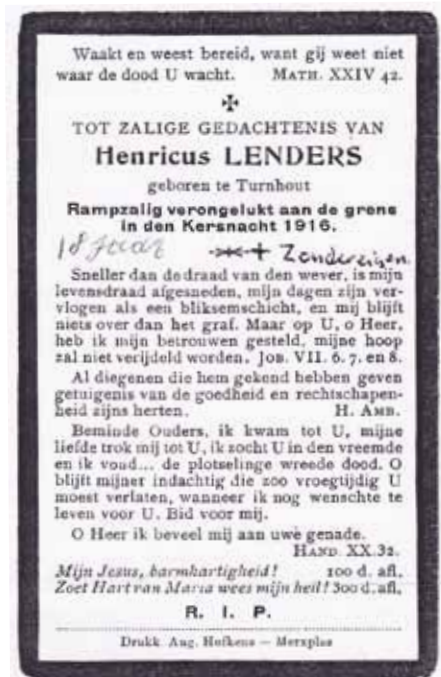 Waakt en weest bereid, want gij weet niet
waar de dood U wacht. MATH. XXIV 42.
✠
TOT ZALIGE GEDACHTENIS VAN
Henricus LENDERS
geboren te Turnhout
Rampzalig verongelukt aan de grens
in den Kersnacht 1916.
18 Jaar Zondereigen
Sneller dan de draad van den wever, is mijn
levensdraad afgesneden, mijn dagen zijn ver-
vlogen als een bliksemschicht, en mij blijft
niets over dan het graf. Maar op U, o Heer,
heb ik mijn betrouwen gesteld, mijne hoop
zal niet verijdeld worden. JOB. VII. 6. 7. en 8.
Al diegenen die hem gekend hebben geven
getuigenis van de goedheid en rechtschapen-
heid zijns herten. H. AMB.
Beminde Ouders, ik kwam tot U, mijne
liefde trok mij tot U, ik zocht U in den vreemde
en ik vond... de plotselinge wreede dood. O
blijft mijner indachtig die zoo vroegtijdig U
moest verlaten, wanneer ik nog wenschte te
leven voor U. Bid voor mij.
O Heer ik beveel mij aan uwe genade.
HAND. XX. 32.
Mijn Jesus, barmhartigheid! 100 d. afl.
Zoet Hart van Maria wees mijn heil! 300 d. afl.
R. I. P.
Drukk. Aug. Hofkens — Merxplas